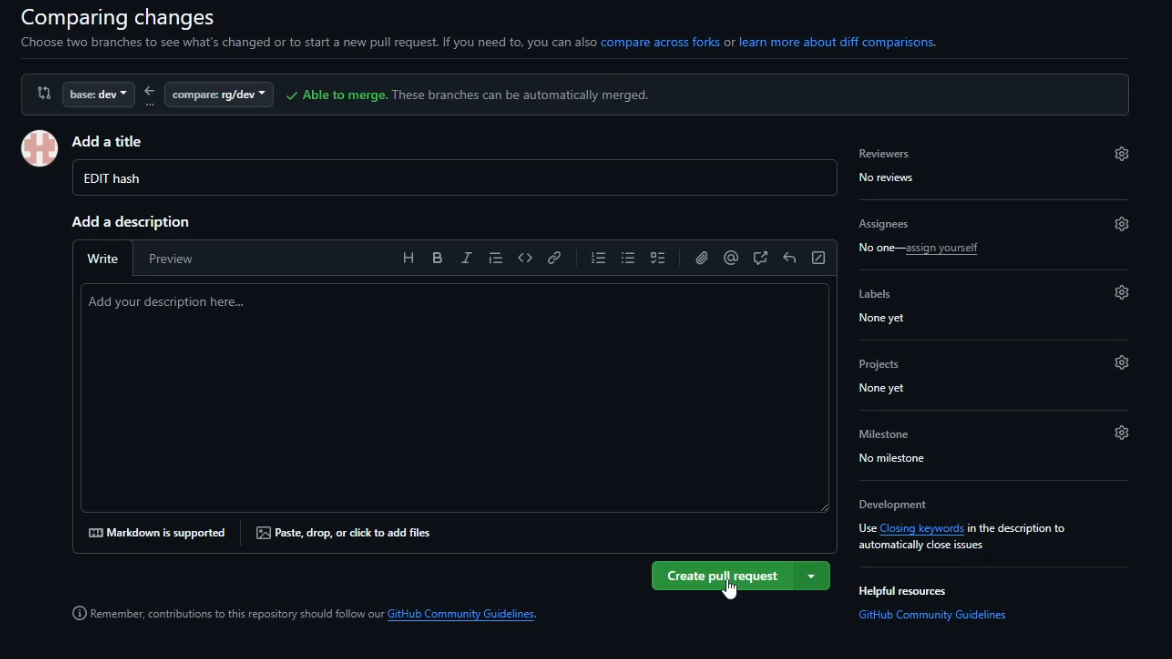 Comparing changes
Choose two branches to see what's changed or to start a new pull request. If you need to, you can also compare across forks or learn more about diff comparisons.
base: dev
compare: rg/dev
Able to merge. These branches can be automatically merged.
Add a title
EDIT hash
Add a description
Write
Preview
Add your description here...
Markdown is supported
Paste, drop, or click to add files
Create pull request
Remember, contributions to this repository should follow our GitHub Community Guidelines.
Reviewers
No reviews
Assignees
No one—assign yourself
Labels
None yet
Projects
None yet
Milestone
No milestone
Development
Use Closing keywords in the description to
automatically close issues
Helpful resources
GitHub Community Guidelines